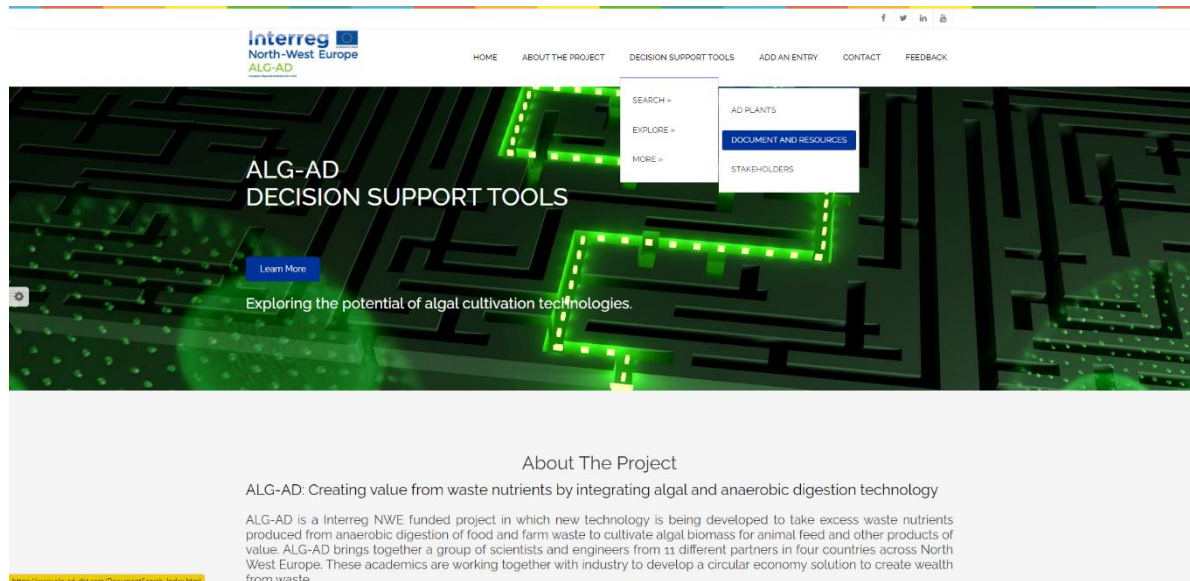 Interreg
North-West Europe
ALG-AD
HOME ABOUT THE PROJECT DECISION SUPPORT TOOLS ADD AN ENTRY CONTACT FEEDBACK
SEARCH »
EXPLORE »
MORE »
AD PLANTS
DOCUMENT AND RESOURCES
STAKEHOLDERS
ALG-AD
DECISION SUPPORT TOOLS
Learn More
Exploring the potential of algal cultivation technologies.
About The Project
ALG-AD: Creating value from waste nutrients by integrating algal and anaerobic digestion technology
ALG-AD is a Interreg NWE funded project in which new technology is being developed to take excess waste nutrients
produced from anaerobic digestion of food and farm waste to cultivate algal biomass for animal feed and other products of
value. ALG-AD brings together a group of scientists and engineers from 11 different partners in four countries across North
West Europe. These academics are working together with industry to develop a circular economy solution to create wealth
from waste